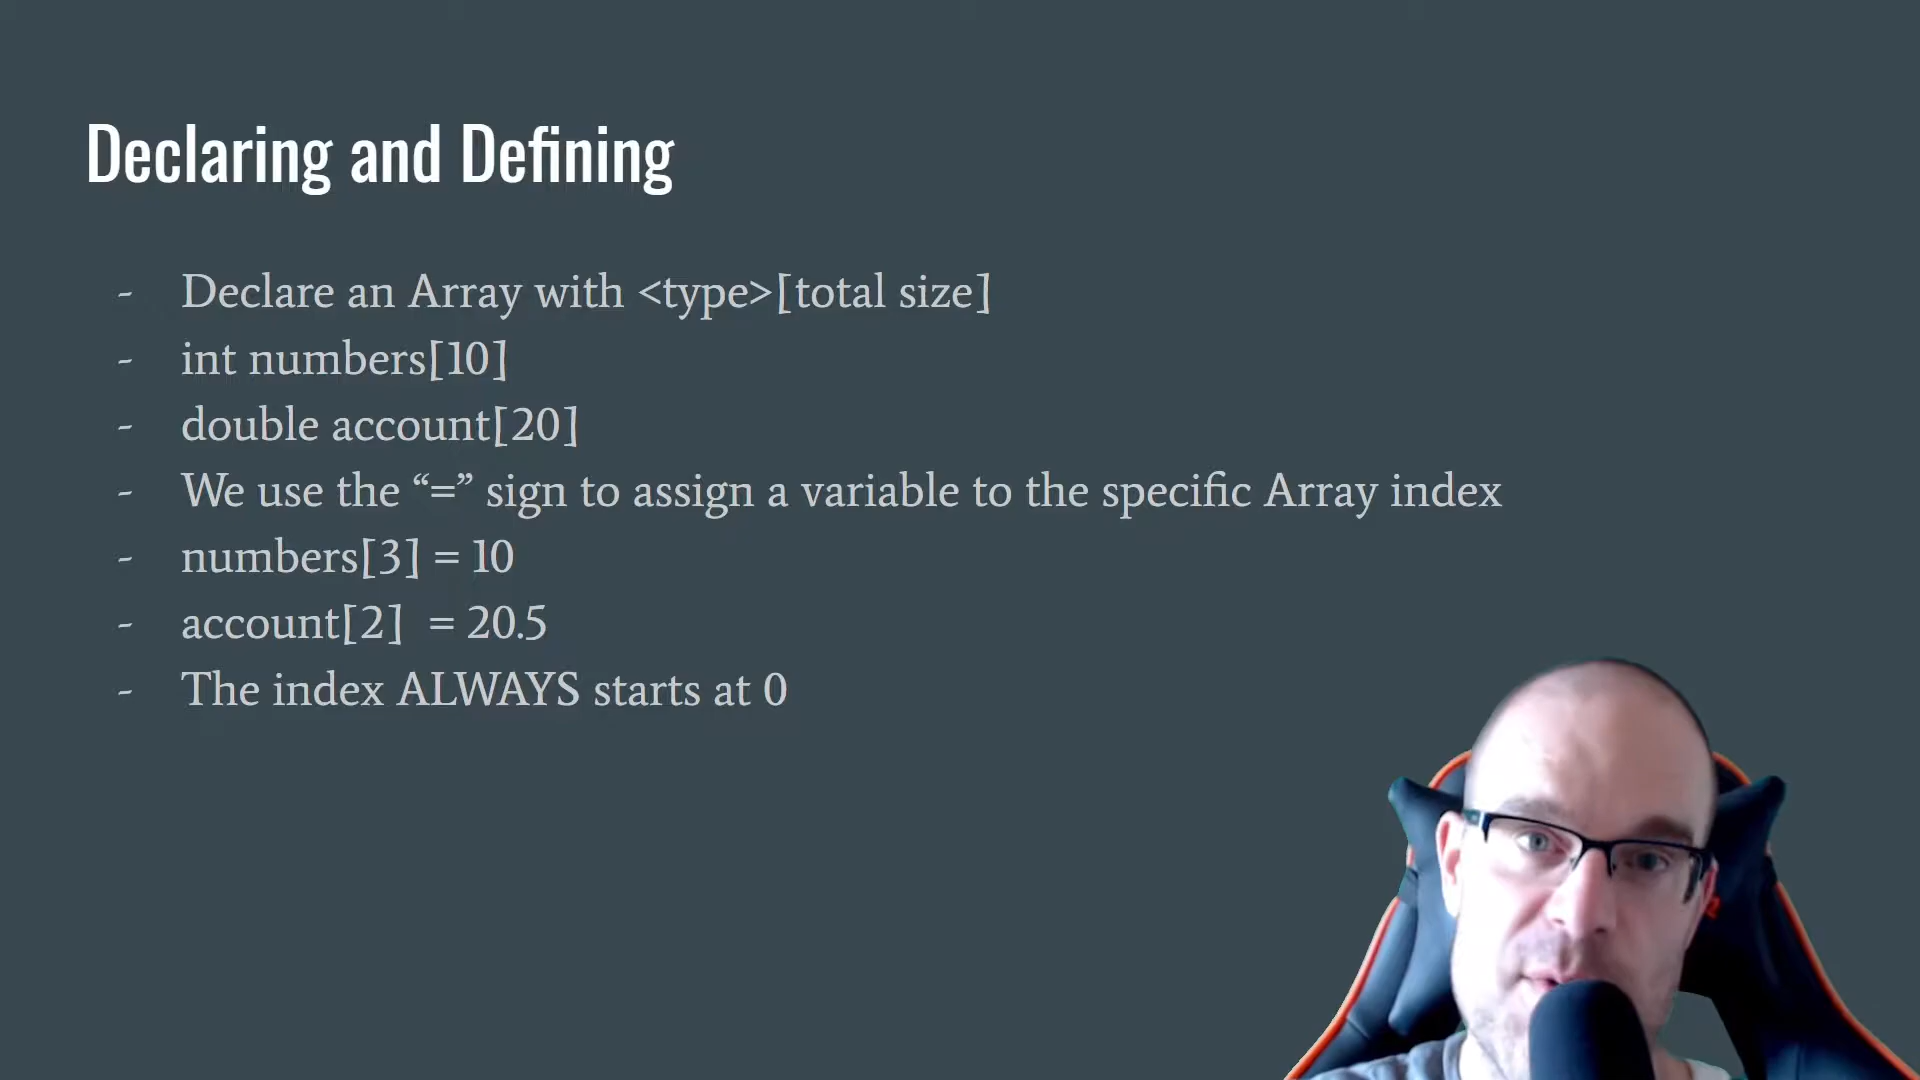 Declaring and Defining
- Declare an Array with <type>[total size]
- int numbers[10]
- double account[20]
- We use the “=” sign to assign a variable to the specific Array index
- numbers[3] = 10
- account[2]  = 20.5
- The index ALWAYS starts at 0